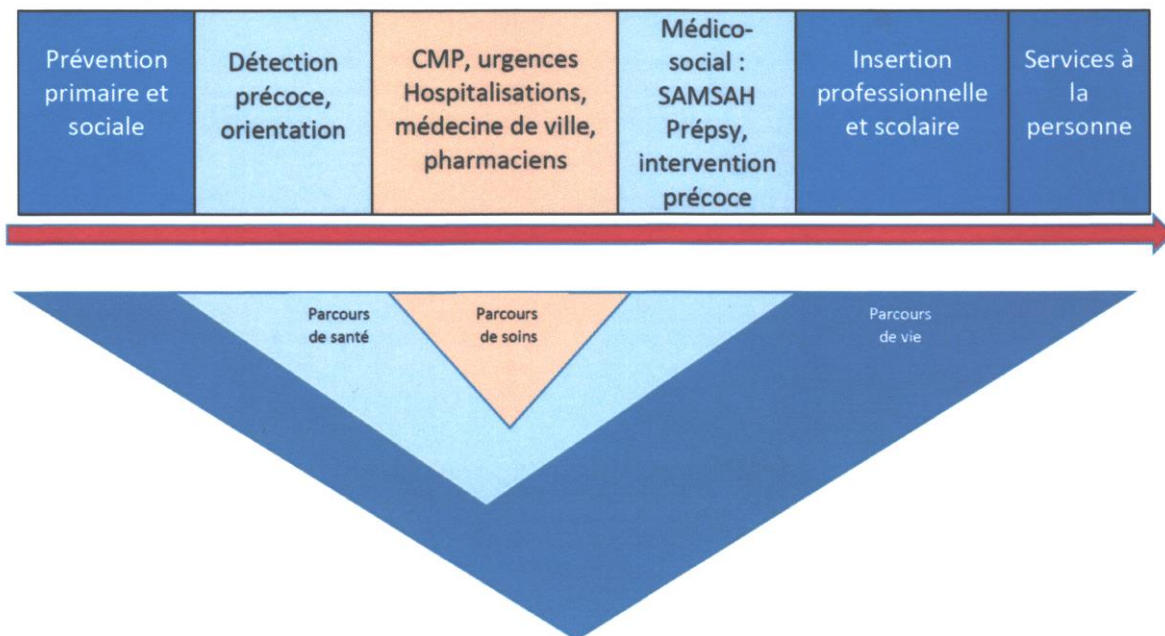 Prévention
primaire et
sociale
Détection
précoce,
orientation
CMP, urgences
Hospitalisations,
médecine de ville,
pharmaciens
Médico-
social :
SAMSAH
Prépsy,
intervention
précoce
Insertion
professionnelle
et scolaire
Services à
la
personne
Parcours
de santé
Parcours
de soins
Parcours
de vie